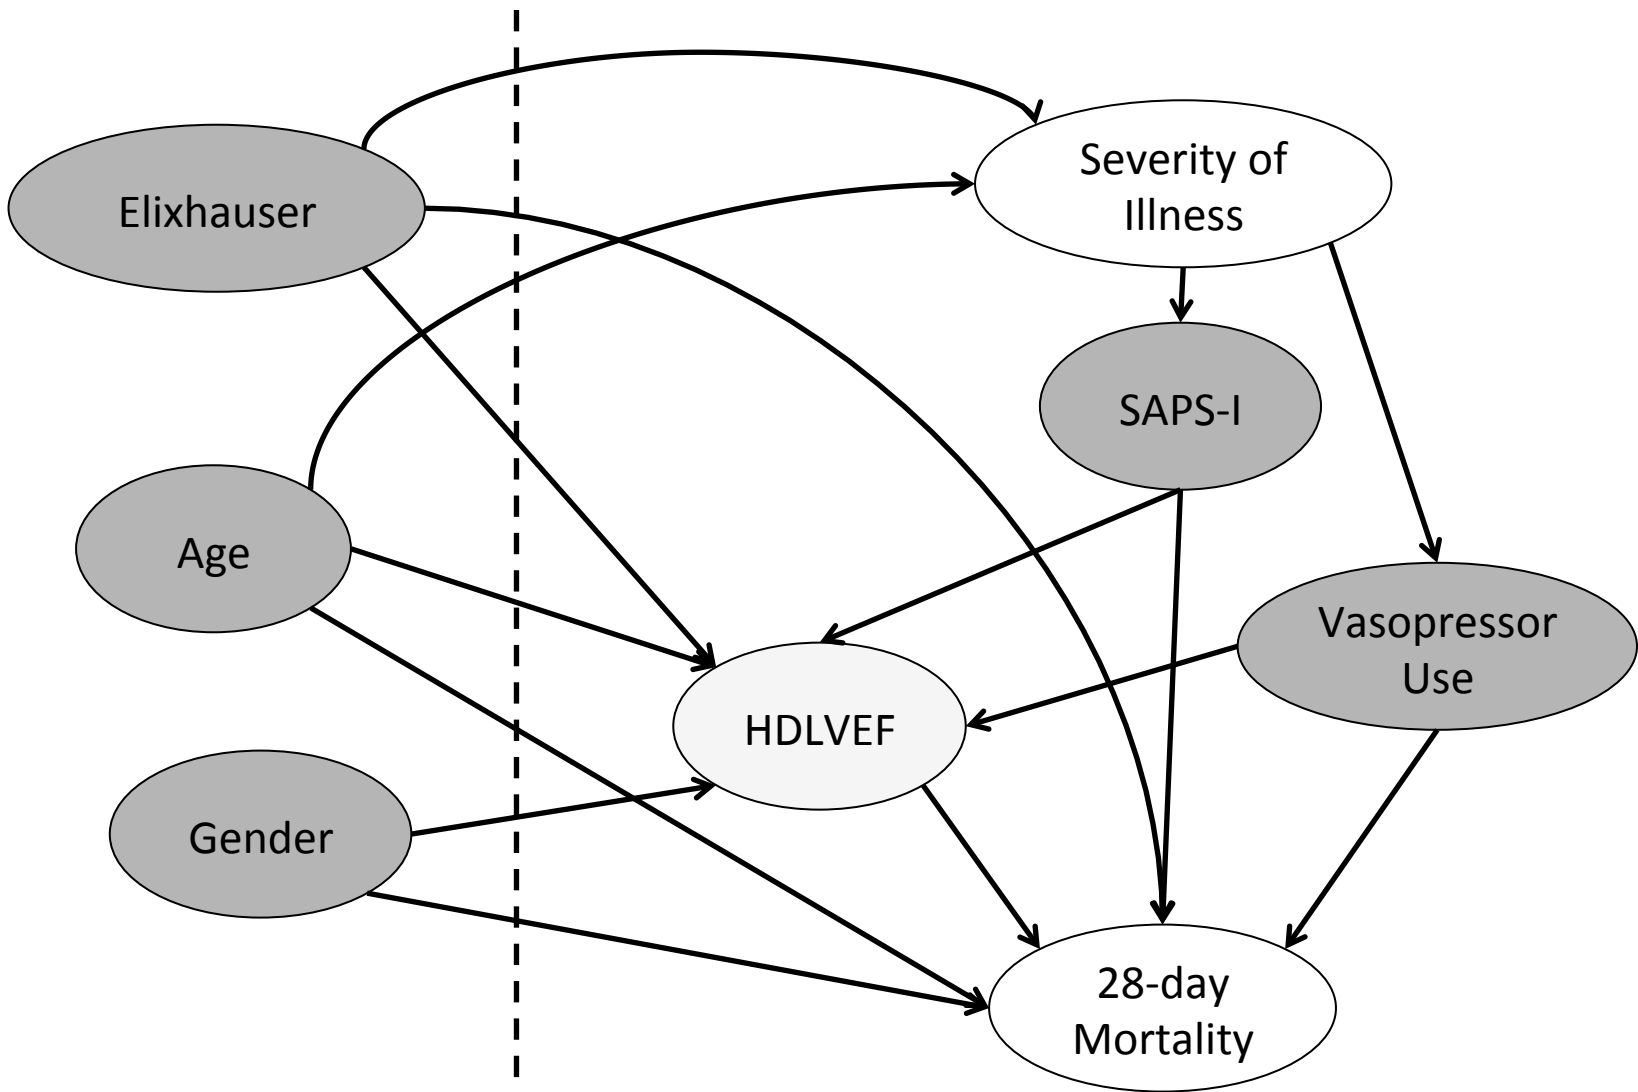 Elixhauser
Severity of
Illness
SAPS-I
Age
Vasopressor
Use
HDLVEF
Gender
28-day
Mortality